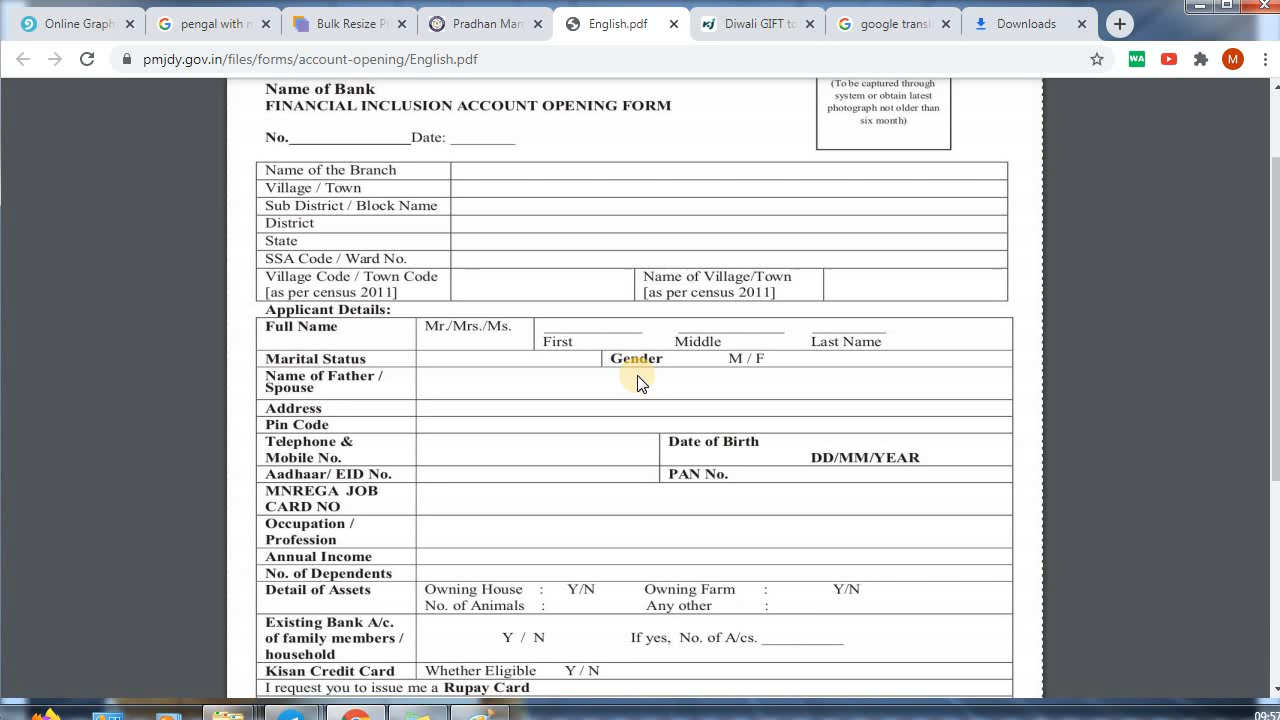 Online Graph
pengal with r
Bulk Resize P
Pradhan Man
English.pdf
Diwali GIFT to
google transl
Downloads
pmjdy.gov.in/files/forms/account-opening/English.pdf
WA
M
(To be captured through
system or obtain latest
photograph not older than
six month)
Name of Bank
FINANCIAL INCLUSION ACCOUNT OPENING FORM
No.________________Date: _________
Name of the Branch
Village / Town
Sub District / Block Name
District
State
SSA Code / Ward No.
Village Code / Town Code Name of Village/Town
[as per census 2011] [as per census 2011]
Applicant Details:
Full Name Mr./Mrs./Ms. _____________ ______________ __________
First Middle Last Name
Marital Status Gender M / F
Name of Father /
Spouse
Address
Pin Code
Telephone & Date of Birth
Mobile No. DD/MM/YEAR
Aadhaar/ EID No. PAN No.
MNREGA JOB
CARD NO
Occupation /
Profession
Annual Income
No. of Dependents
Detail of Assets Owning House : Y/N Owning Farm : Y/N
No. of Animals : Any other :
Existing Bank A/c.
of family members / Y / N If yes, No. of A/cs. ___________
household
Kisan Credit Card Whether Eligible Y / N
I request you to issue me a Rupay Card